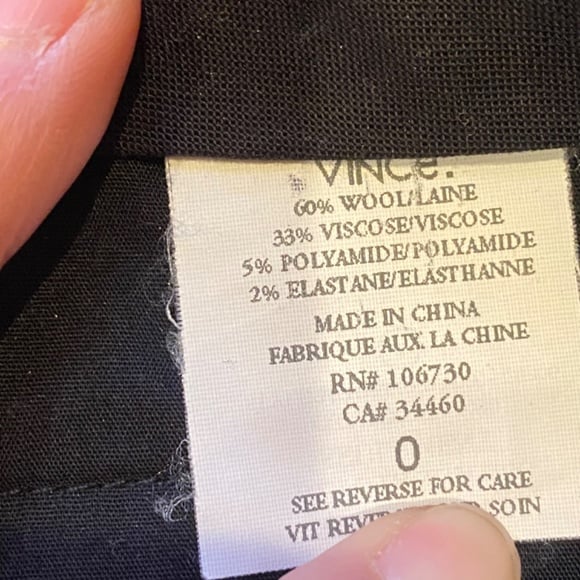 VINCE.
60% WOOL/LAINE
33% VISCOSE/VISCOSE
5% POLYAMIDE/POLYAMIDE
2% ELASTANE/ELASTHANNE
MADE IN CHINA
FABRIQUE AUX LA CHINE
RN# 106730
CA# 34460
0
SEE REVERSE FOR CARE
VIT SOIN